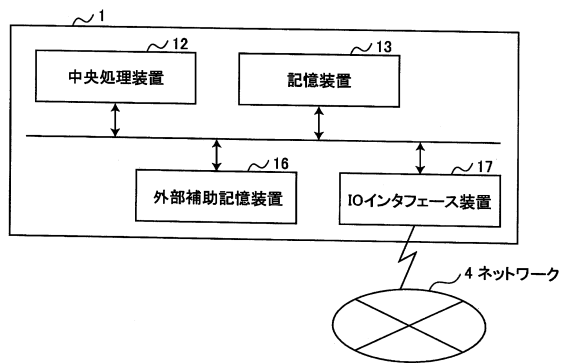 1
12
中央処理装置
13
記憶装置
16
外部補助記憶装置
17
IOインタフェース装置
4 ネットワーク